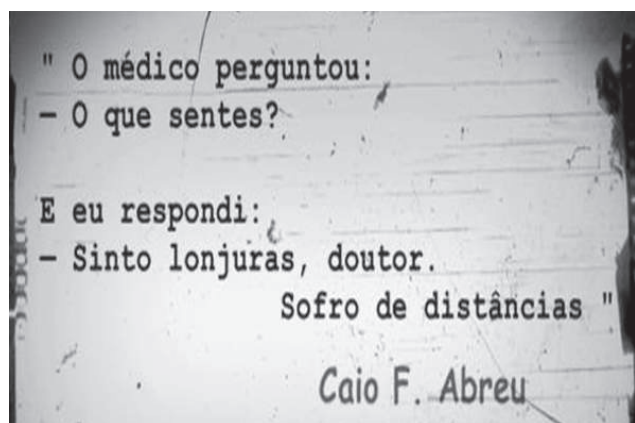 " O médico perguntou:
— O que sentes?
E eu respondi:
— Sinto lonjuras, doutor.
Sofro de distâncias "
Caio F. Abreu